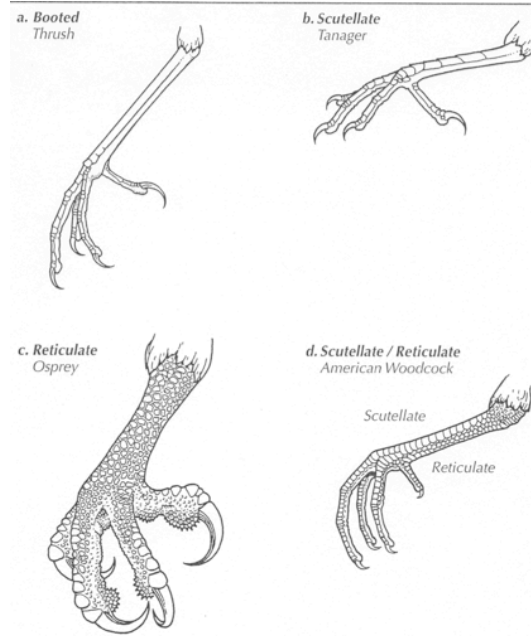 a. Booted
Thrush
b. Scutellate
Tanager
c. Reticulate
Osprey
d. Scutellate / Reticulate
American Woodcock
Scutellate
Reticulate